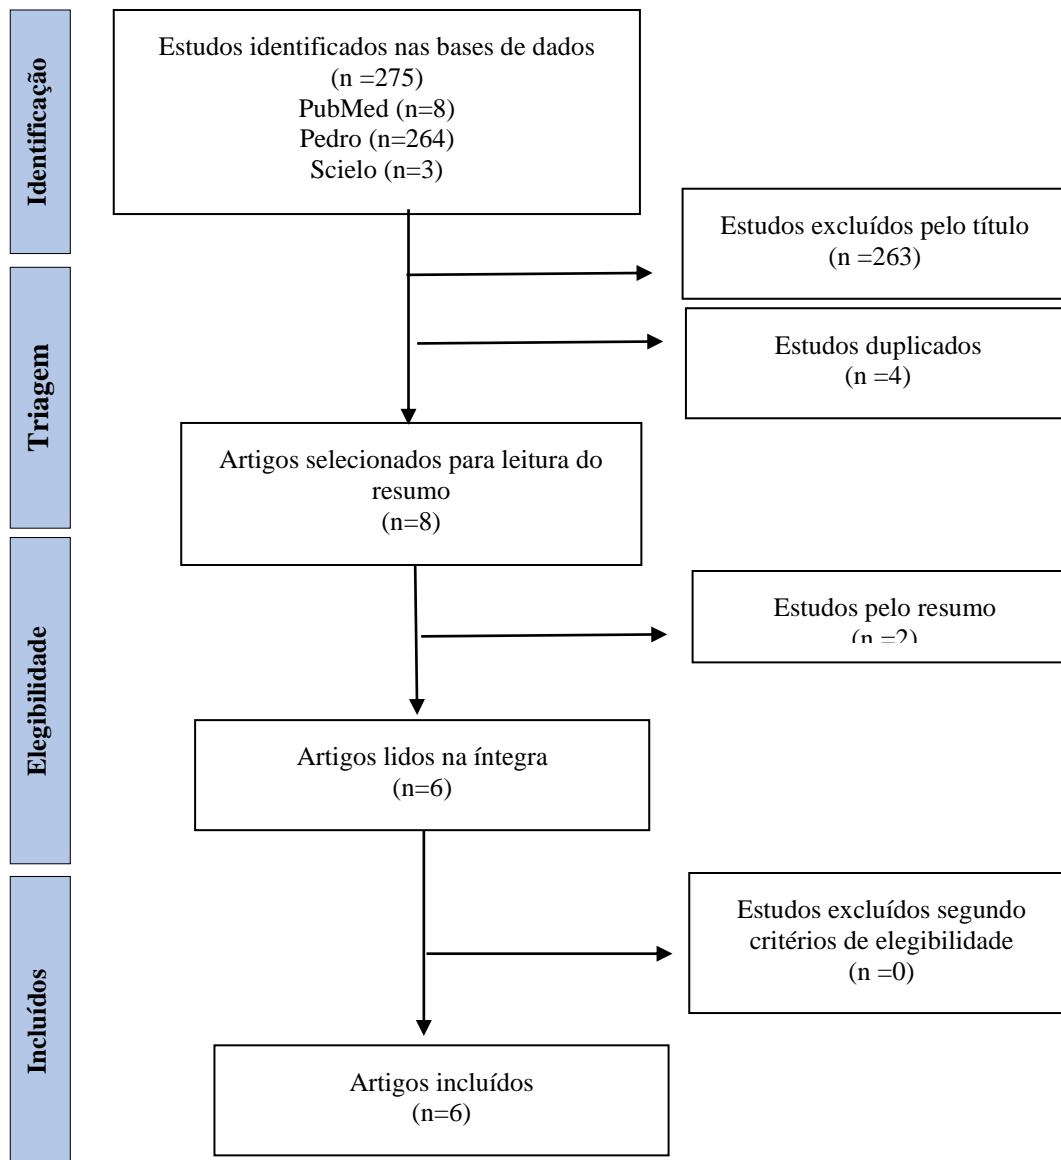 Identificação
Estudos identificados nas bases de dados
(n =275)
PubMed (n=8)
Pedro (n=264)
Scielo (n=3)
Estudos excluídos pelo título
(n =263)
Triagem
Estudos duplicados
(n =4)
Artigos selecionados para leitura do
resumo
(n=8)
Elegibilidade
Estudos pelo resumo
(n =2)
Artigos lidos na íntegra
(n=6)
Incluídos
Estudos excluídos segundo
critérios de elegibilidade
(n =0)
Artigos incluídos
(n=6)